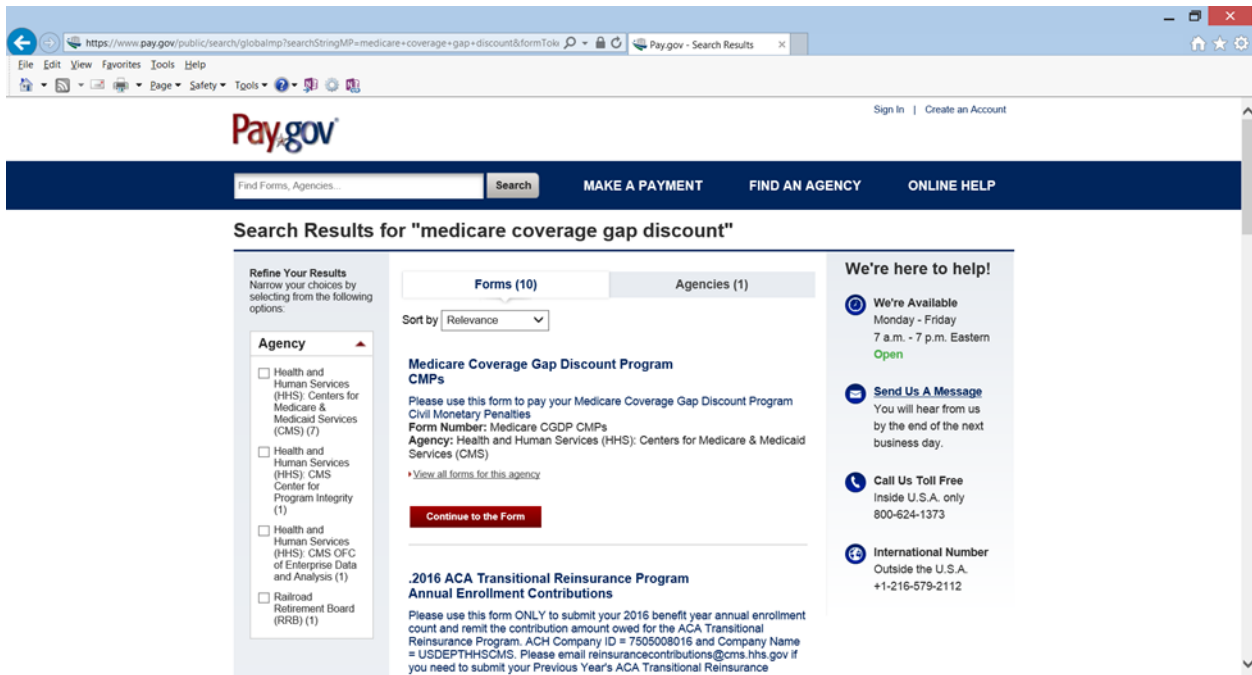 https://www.pay.gov/public/search/globalmp?searchStringMP=medicare+coverage+gap+discount&formToke
Pay.gov - Search Results
File Edit View Favorites Tools Help
Page Safety Tools
Sign In | Create an Account
Pay.gov
Find Forms, Agencies...
Search
MAKE A PAYMENT
FIND AN AGENCY
ONLINE HELP
Search Results for "medicare coverage gap discount"
Refine Your Results
Narrow your choices by
selecting from the following
options:
Agency
Health and
Human Services
(HHS): Centers for
Medicare &
Medicaid Services
(CMS) (7)
Health and
Human Services
(HHS): CMS
Center for
Program Integrity
(1)
Health and
Human Services
(HHS): CMS OFC
of Enterprise Data
and Analysis (1)
Railroad
Retirement Board
(RRB) (1)
Forms (10)
Agencies (1)
Sort by Relevance
Medicare Coverage Gap Discount Program
CMPs
Please use this form to pay your Medicare Coverage Gap Discount Program
Civil Monetary Penalties
Form Number: Medicare CGDP CMPs
Agency: Health and Human Services (HHS): Centers for Medicare & Medicaid
Services (CMS)
View all forms for this agency
Continue to the Form
.2016 ACA Transitional Reinsurance Program
Annual Enrollment Contributions
Please use this form ONLY to submit your 2016 benefit year annual enrollment
count and remit the contribution amount owed for the ACA Transitional
Reinsurance Program. ACH Company ID = 7505008016 and Company Name
= USDEPTHHSCMS. Please email reinsurancecontributions@cms.hhs.gov if
you need to submit your Previous Year's ACA Transitional Reinsurance
We're here to help!
We're Available
Monday - Friday
7 a.m. - 7 p.m. Eastern
Open
Send Us A Message
You will hear from us
by the end of the next
business day.
Call Us Toll Free
Inside U.S.A. only
800-624-1373
International Number
Outside the U.S.A.
+1-216-579-2112